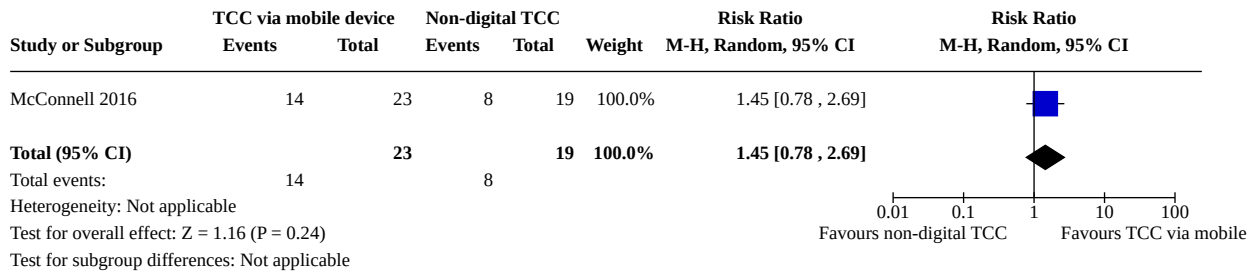 TCC via mobile device Non-digital TCC Risk Ratio Risk Ratio
Study or Subgroup Events Total Events Total Weight M-H, Random, 95% CI M-H, Random, 95% CI
McConnell 2016 14 23 8 19 100.0% 1.45 [0.78 , 2.69]
Total (95% CI) 23 19 100.0% 1.45 [0.78 , 2.69]
Total events: 14 8
Heterogeneity: Not applicable 0.01 0.1 1 10 100
Test for overall effect: Z = 1.16 (P = 0.24) Favours non-digital TCC Favours TCC via mobile
Test for subgroup differences: Not applicable